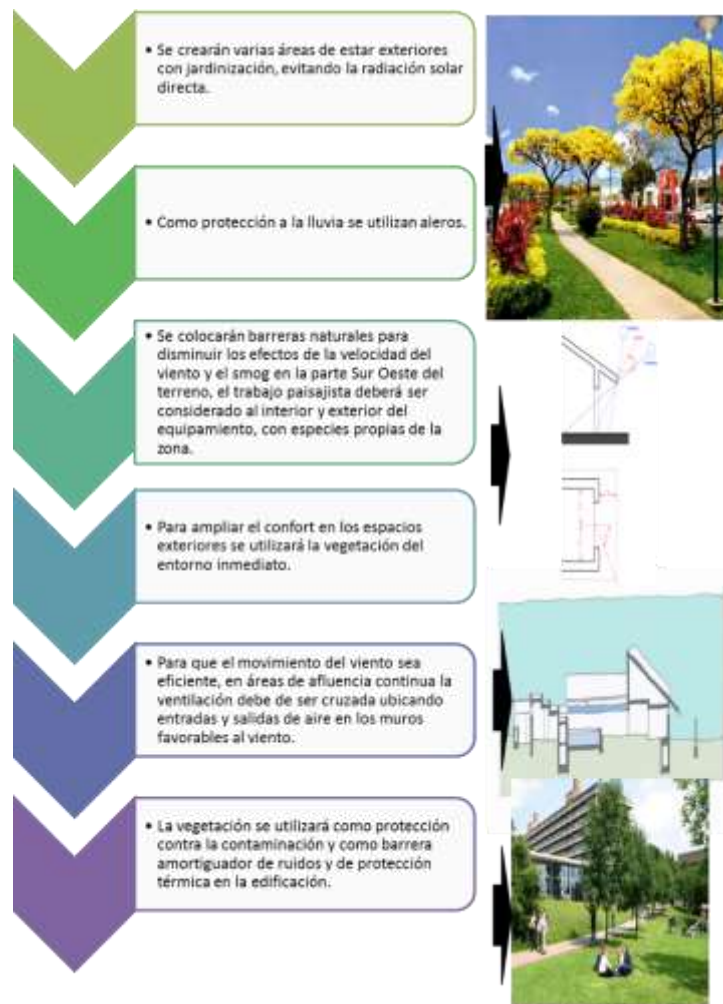 • Se crearán varias áreas de estar exteriores
con jardinización, evitando la radiación solar
directa.
• Como protección a la lluvia se utilizan aleros.
• Se colocarán barreras naturales para
disminuir los efectos de la velocidad del
viento y el smog en la parte Sur Oeste del
terreno, el trabajo paisajista deberá ser
considerado al interior y exterior del
equipamiento, con especies propias de la
zona.
• Para ampliar el confort en los espacios
exteriores se utilizará la vegetación del
entorno inmediato.
• Para que el movimiento del viento sea
eficiente, en áreas de afluencia continua la
ventilación debe de ser cruzada ubicando
entradas y salidas de aire en los muros
favorables al viento.
• La vegetación se utilizará como protección
contra la contaminación y como barrera
amortiguador de ruidos y de protección
térmica en la edificación.